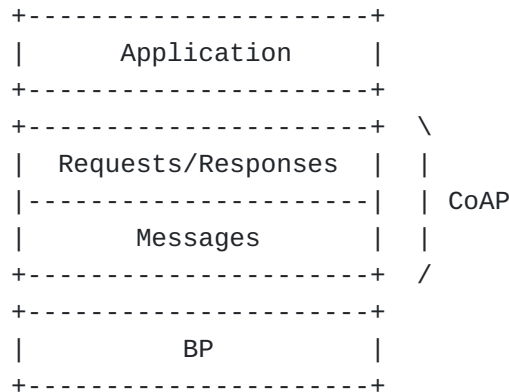 +----------------------+
|      Application     |
+----------------------+
+----------------------+  \
|  Requests/Responses  |  |
|----------------------|  | CoAP
|       Messages       |  |
+----------------------+  /
+----------------------+
|          BP          |
+----------------------+